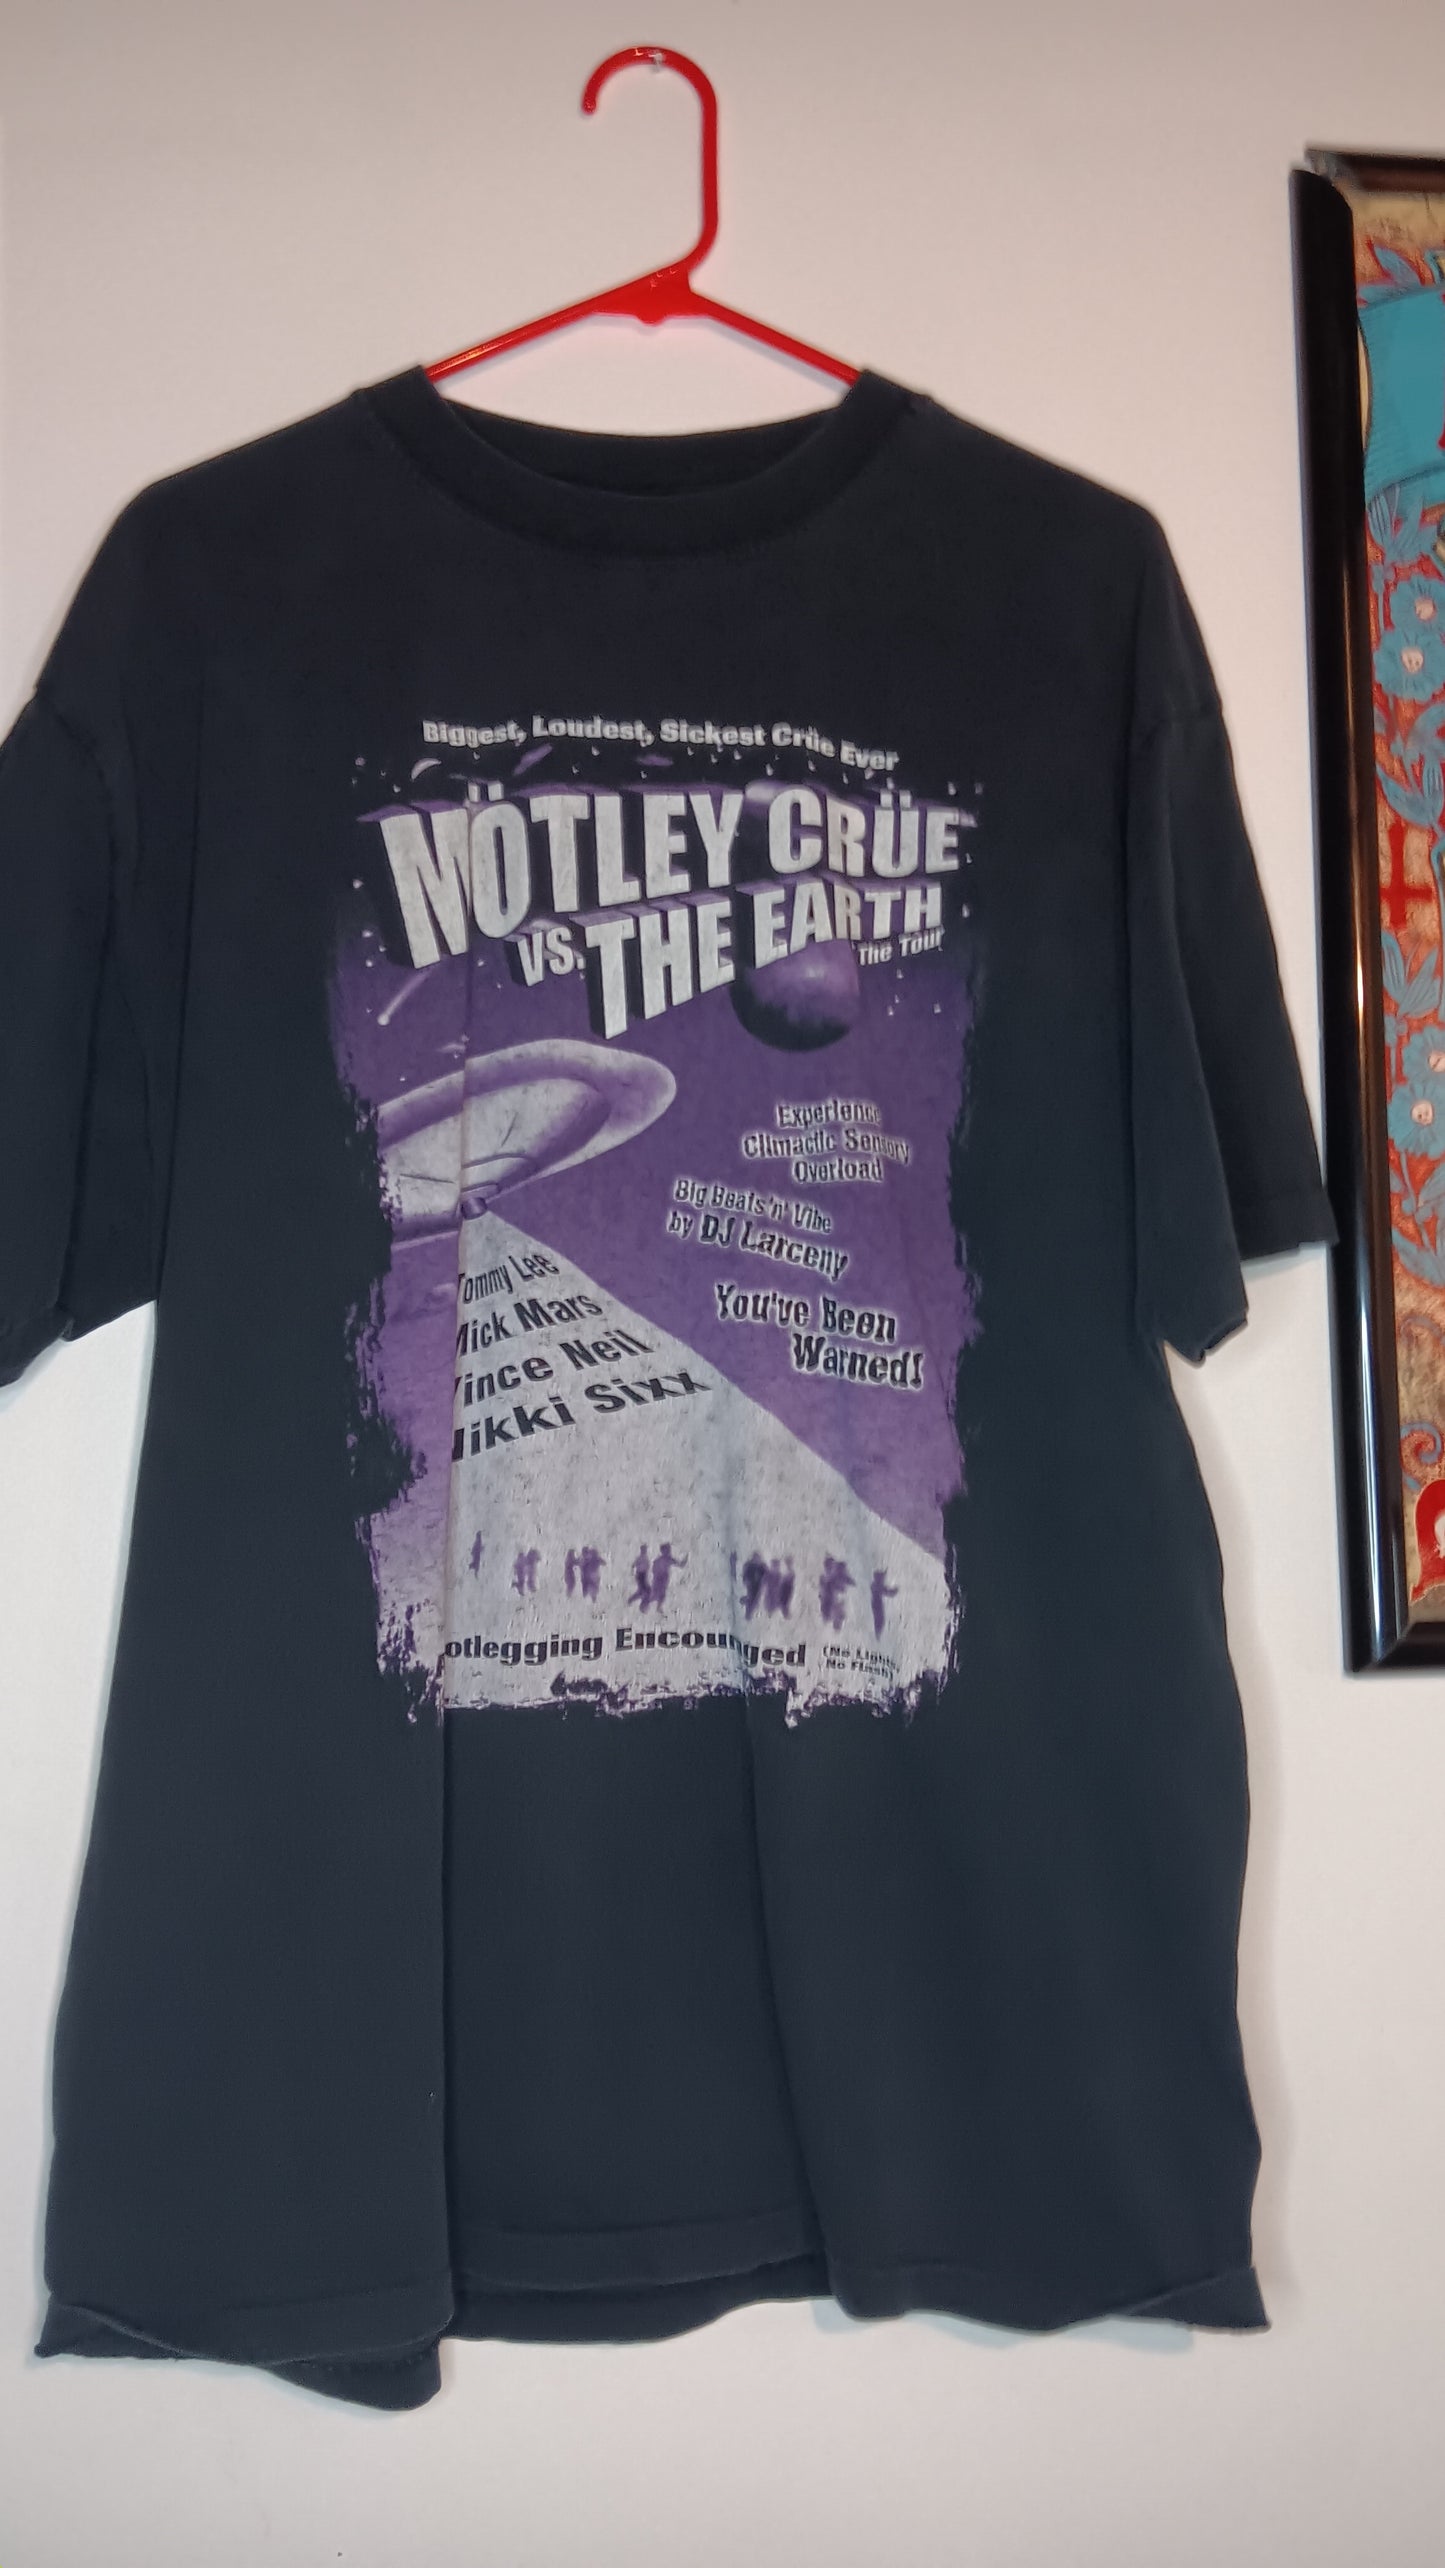 Biggest, Loudest, Sickest Crüe Ever
MÖTLEY CRÜE
VS. THE EARTH
The Tour
Experience
Climactic Sensory
Overload
Big Beats 'n' Vibe
by DJ Larceny
You've Been
Warned!
Tommy Lee
Mick Mars
Vince Neil
Nikki Sixx
otlegging Encouraged
(No Lights,
No Flash)